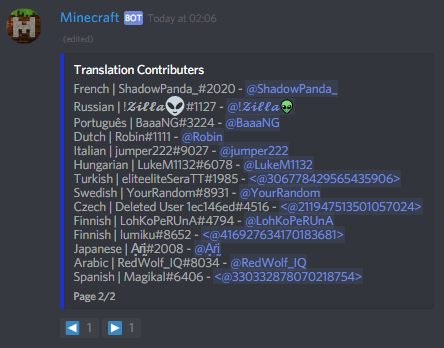 Minecraft BOT Today at 02:06
(edited)
Translation Contributers
French | ShadowPanda_#2020 - @ShadowPanda_
Russian | !𝓩𝓲𝓵𝓵𝓪👽#1127 - @!𝓩𝓲𝓵𝓵𝓪👽
Português | BaaaNG#3224 - @BaaaNG
Dutch | Robin#1111 - @Robin
Italian | jumper222#9027 - @jumper222
Hungarian | LukeM1132#6078 - @LukeM1132
Turkish | eliteeliteSeraTT#1985 - <@306778429565435906>
Swedish | YourRandom#8931 - @YourRandom
Czech | Deleted User 1ec146ed#4516 - <@211947513501057024>
Finnish | LohKoPeRUnA#4794 - @LohKoPeRUnA
Finnish | lumiku#8652 - <@416927634170183681>
Japanese | #2008 -
Arabic | RedWolf_IQ#8034 - @RedWolf_IQ
Spanish | Magikal#6406 - <@330332878070218754>
Page 2/2
◀ 1 ▶ 1